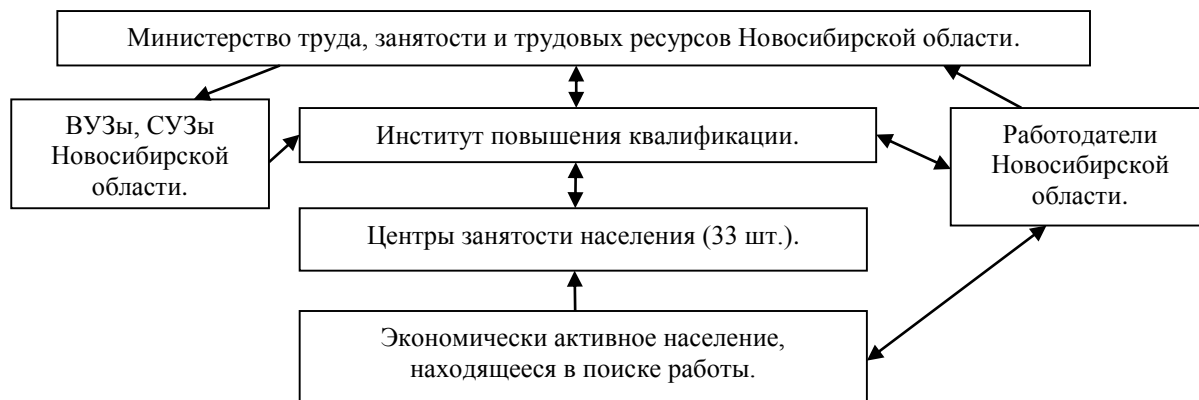 Министерство труда, занятости и трудовых ресурсов Новосибирской области.
ВУЗы, СУЗы
Новосибирской
области.
Институт повышения квалификации.
Работодатели
Новосибирской
области.
Центры занятости населения (33 шт.).
Экономически активное население,
находящееся в поиске работы.